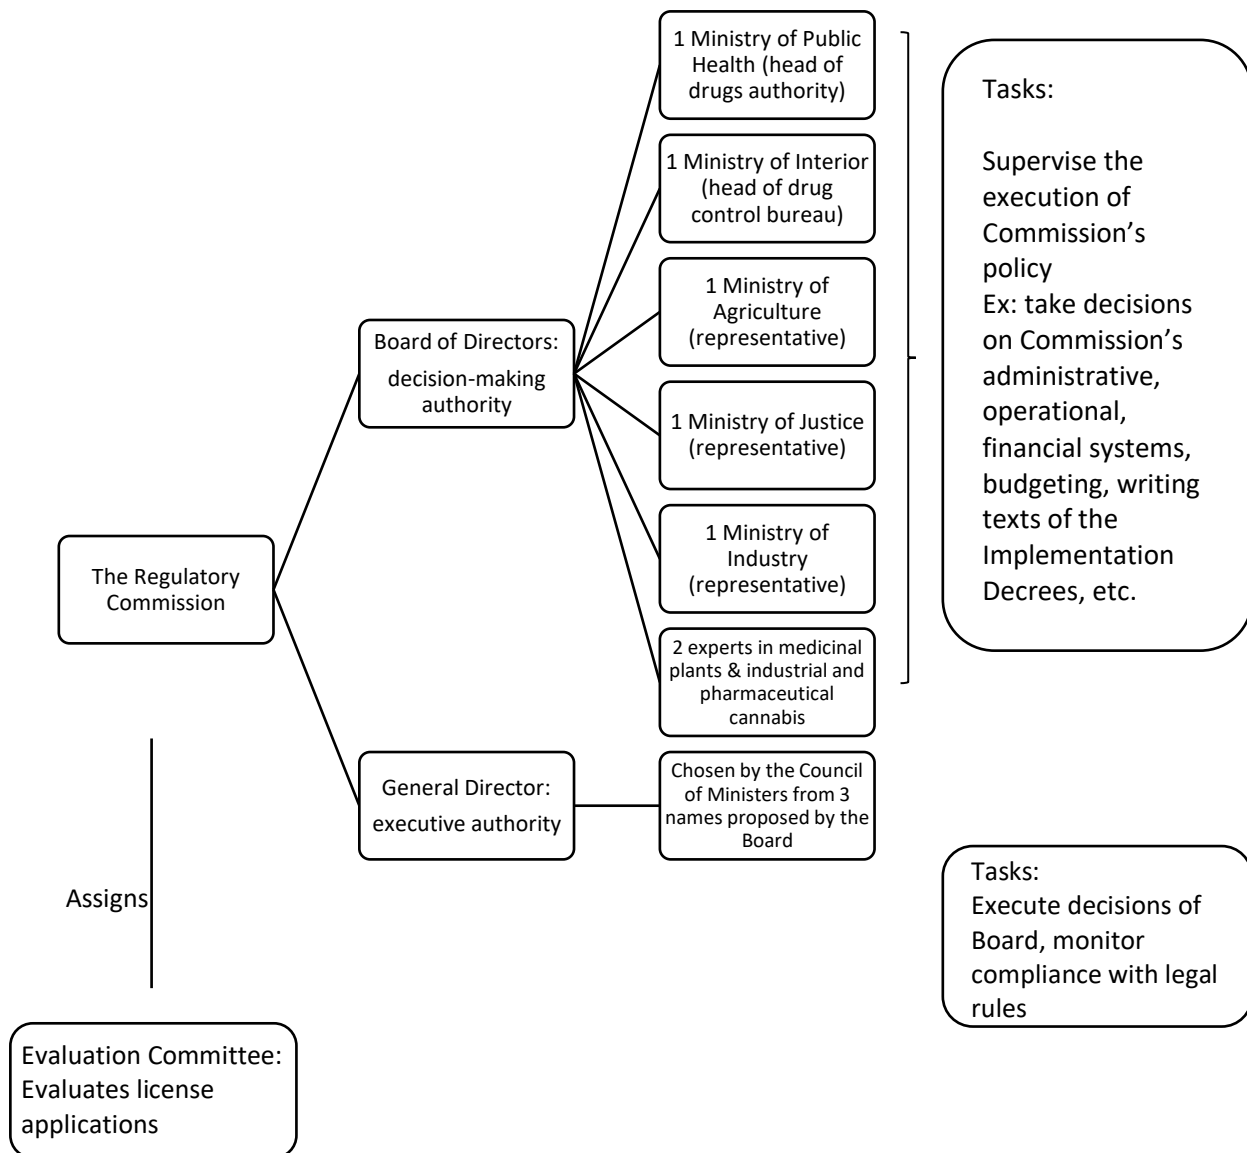 1 Ministry of Public
Health (head of
drugs authority)
1 Ministry of Interior
(head of drug
control bureau)
1 Ministry of
Agriculture
(representative)
1 Ministry of Justice
(representative)
1 Ministry of
Industry
(representative)
2 experts in medicinal
plants & industrial and
pharmaceutical
cannabis
Tasks:
Supervise the
execution of
Commission’s
policy
Ex: take decisions
on Commission’s
administrative,
operational,
financial systems,
budgeting, writing
texts of the
Implementation
Decrees, etc.
Board of Directors:
decision-making
authority
The Regulatory
Commission
General Director:
executive authority
Chosen by the Council
of Ministers from 3
names proposed by the
Board
Tasks:
Execute decisions of
Board, monitor
compliance with legal
rules
Assigns
Evaluation Committee:
Evaluates license
applications